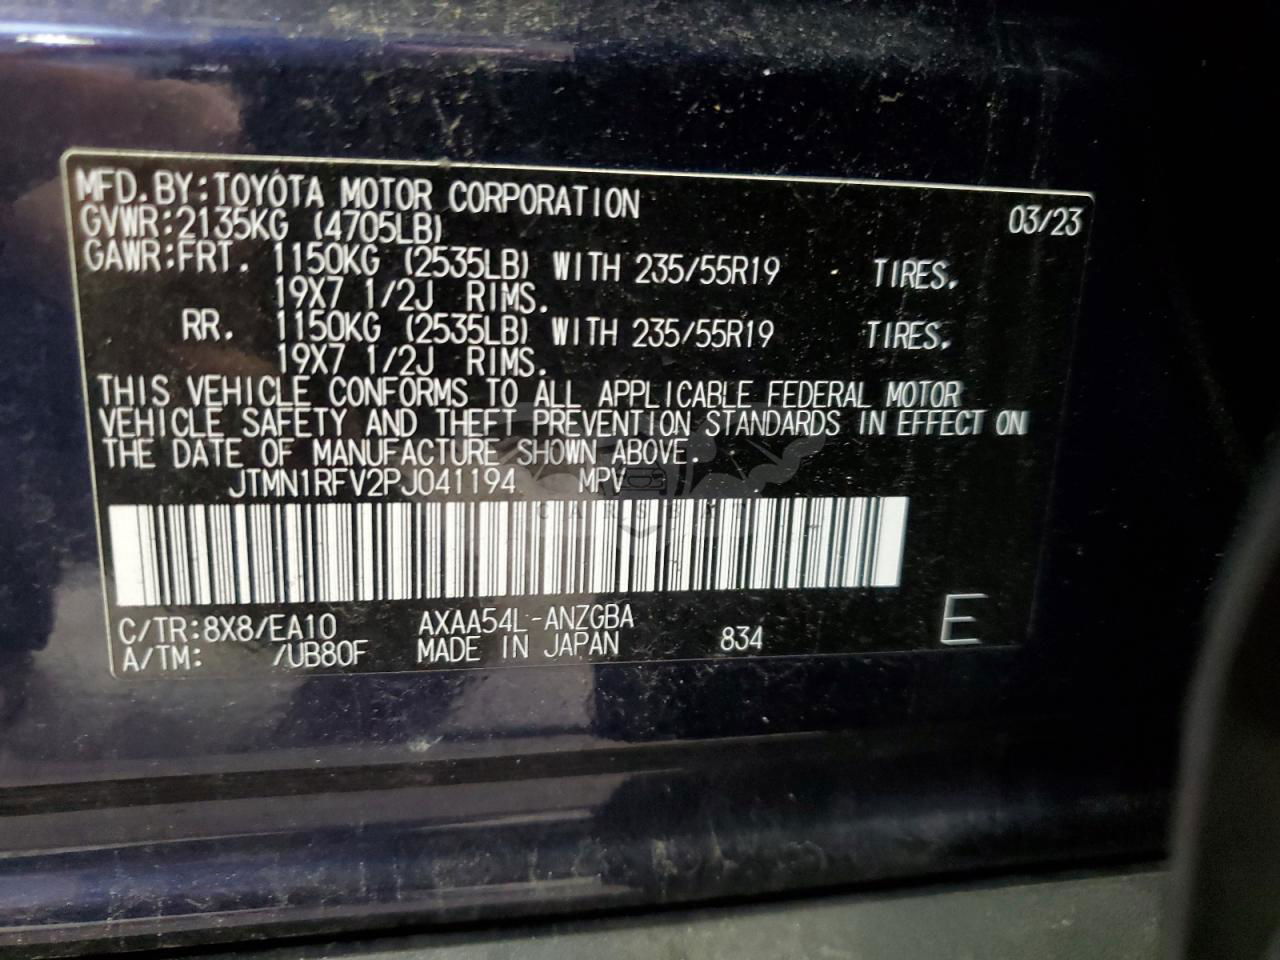 MFD.BY:TOYOTA MOTOR CORPORATION 03/23
GVWR:2135KG (4705LB)
GAWR:FRT. 1150KG (2535LB) WITH 235/55R19 TIRES.
19X7 1/2J RIMS.
RR. 1150KG (2535LB) WITH 235/55R19 TIRES.
19X7 1/2J RIMS.
THIS VEHICLE CONFORMS TO ALL APPLICABLE FEDERAL MOTOR
VEHICLE SAFETY AND THEFT PREVENTION STANDARDS IN EFFECT ON
THE DATE OF MANUFACTURE SHOWN ABOVE.
JTMN1RFV2PJ041194 MPV
C/TR:8X8/EA10 AXAA54L-ANZGBA
A/TM: /UB80F MADE IN JAPAN 834 E